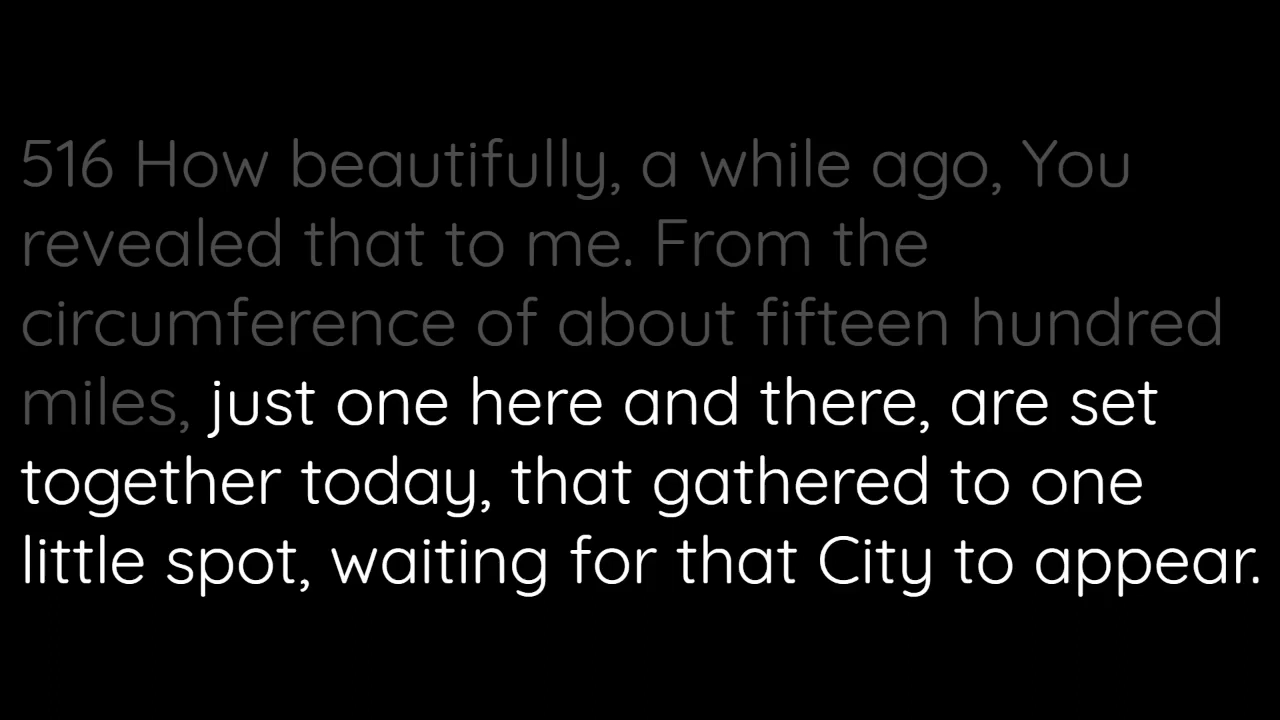 516 How beautifully, a while ago, You
revealed that to me. From the
circumference of about fifteen hundred
miles, just one here and there, are set
together today, that gathered to one
little spot, waiting for that City to appear.